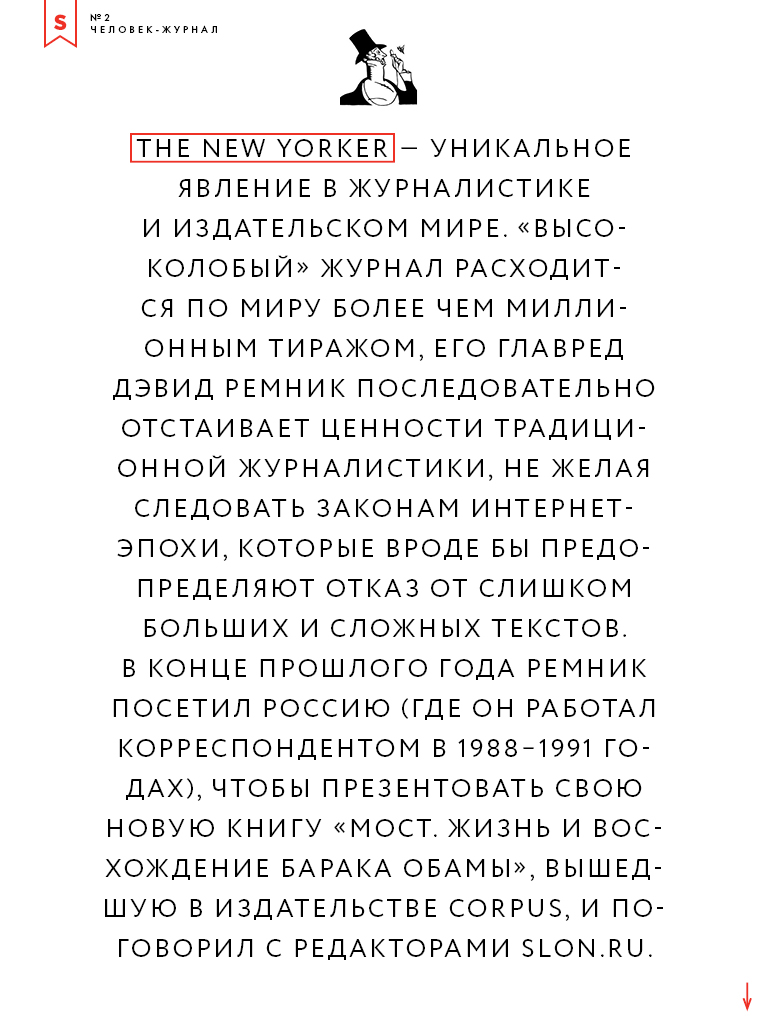 S
№2
ЧЕЛОВЕК-ЖУРНАЛ
THE NEW YORKER – УНИКАЛЬНОЕ
ЯВЛЕНИЕ В ЖУРНАЛИСТИКЕ
И ИЗДАТЕЛЬСКОМ МИРЕ. «ВЫСО-
КОЛОБЫЙ» ЖУРНАЛ РАСХОДИТ-
СЯ ПО МИРУ БОЛЕЕ ЧЕМ МИЛЛИ-
ОННЫМ ТИРАЖОМ, ЕГО ГЛАВРЕД
ДЭВИД РЕМНИК ПОСЛЕДОВАТЕЛЬНО
ОТСТАИВАЕТ ЦЕННОСТИ ТРАДИЦИ-
ОННОЙ ЖУРНАЛИСТИКИ, НЕ ЖЕЛАЯ
СЛЕДОВАТЬ ЗАКОНАМ ИНТЕРНЕТ-
ЭПОХИ, КОТОРЫЕ ВРОДЕ БЫ ПРЕДО-
ПРЕДЕЛЯЮТ ОТКАЗ ОТ СЛИШКОМ
БОЛЬШИХ И СЛОЖНЫХ ТЕКСТОВ.
В КОНЦЕ ПРОШЛОГО ГОДА РЕМНИК
ПОСЕТИЛ РОССИЮ (ГДЕ ОН РАБОТАЛ
КОРРЕСПОНДЕНТОМ В 1988–1991 ГО-
ДАХ), ЧТОБЫ ПРЕЗЕНТОВАТЬ СВОЮ
НОВУЮ КНИГУ «МОСТ. ЖИЗНЬ И ВОС-
ХОЖДЕНИЕ БАРАКА ОБАМЫ», ВЫШЕД-
ШУЮ В ИЗДАТЕЛЬСТВЕ CORPUS, И ПО-
ГОВОРИЛ С РЕДАКТОРАМИ SLON.RU.